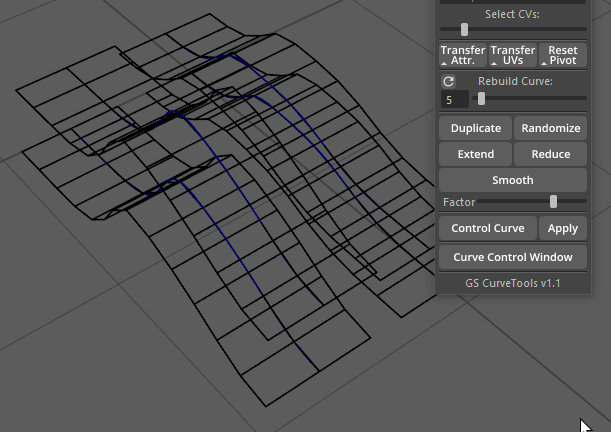 Select CVs:
Transfer Attr.
Transfer UVs
Reset Pivot
Rebuild Curve:
5
Duplicate
Randomize
Extend
Reduce
Smooth
Factor
Control Curve
Apply
Curve Control Window
GS CurveTools v1.1